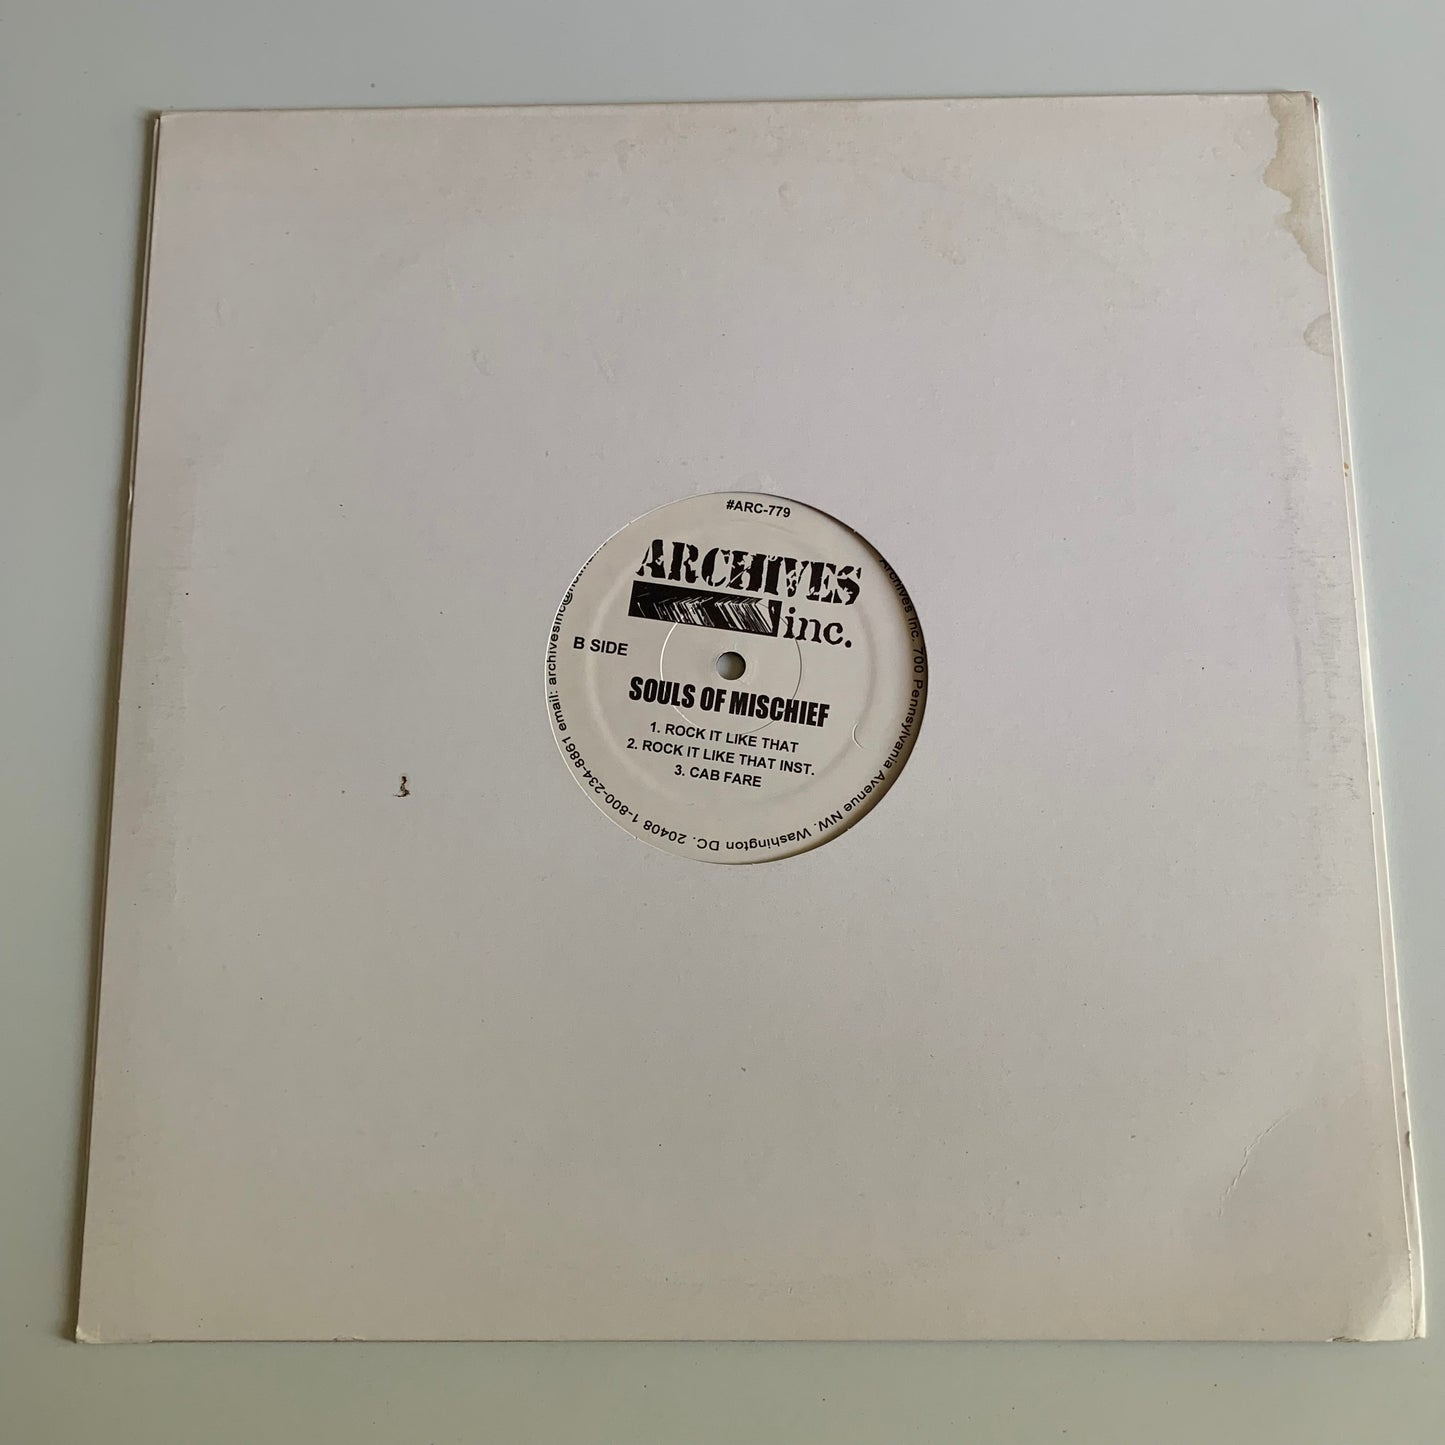 #ARC-779
ARCHIVES
inc.
B SIDE
SOULS OF MISCHIEF
1. ROCK IT LIKE THAT
2. ROCK IT LIKE THAT INST.
3. CAB FARE
Archives Inc. 700 Pennsylvania Avenue NW. Washington DC. 20408 1-800-234-8861 email: